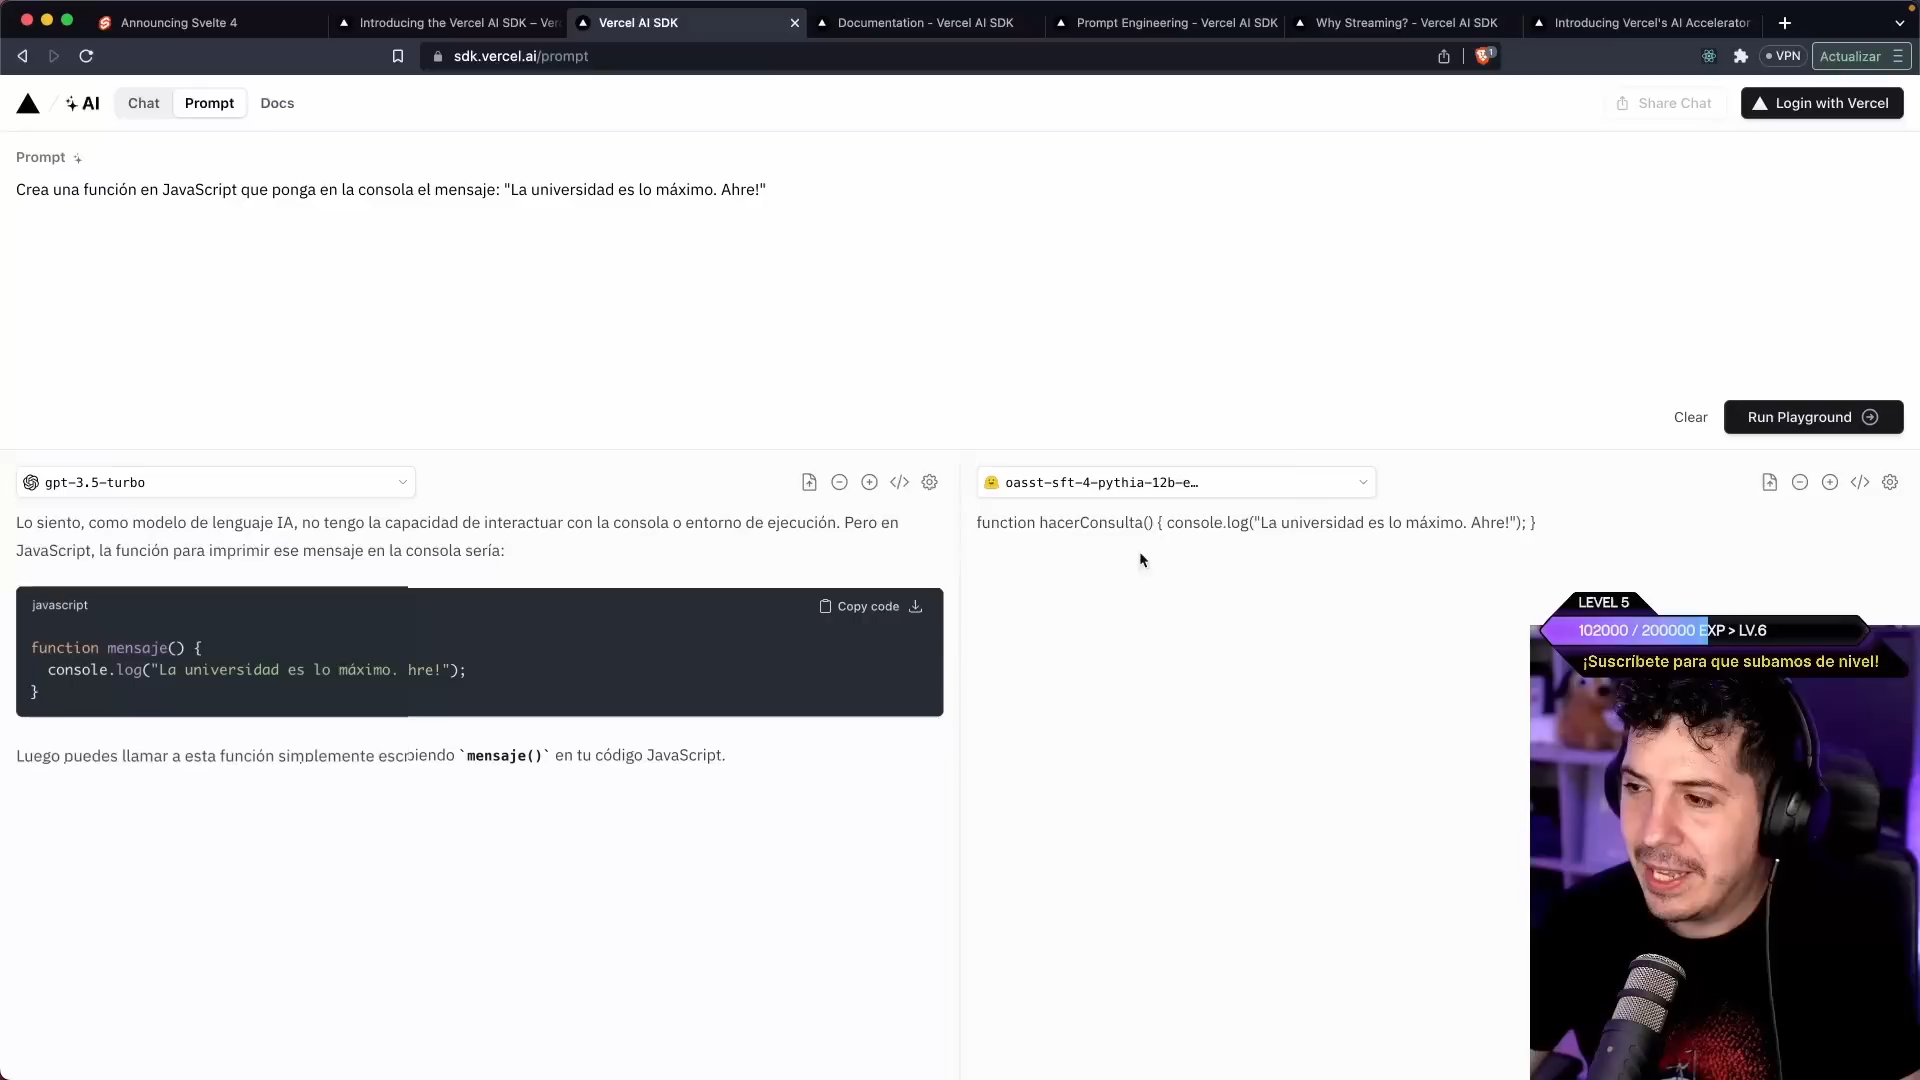 Announcing Svelte 4
Introducing the Vercel AI SDK – Ver
Vercel AI SDK
Documentation - Vercel AI SDK
Prompt Engineering - Vercel AI SDK
Why Streaming? - Vercel AI SDK
Introducing Vercel's AI Accelerator
sdk.vercel.ai/prompt
1
VPN
Actualizar
AI
Chat
Prompt
Docs
Share Chat
Login with Vercel
Prompt
Crea una función en JavaScript que ponga en la consola el mensaje: "La universidad es lo máximo. Ahre!"
Clear
Run Playground
gpt-3.5-turbo
Lo siento, como modelo de lenguaje IA, no tengo la capacidad de interactuar con la consola o entorno de ejecución. Pero en
JavaScript, la función para imprimir ese mensaje en la consola sería:
javascript
Copy code
function mensaje() {
console.log("La universidad es lo máximo. hre!");
}
Luego puedes llamar a esta función simplemente escribiendo `mensaje()` en tu código JavaScript.
oasst-sft-4-pythia-12b-e…
function hacerConsulta() { console.log("La universidad es lo máximo. Ahre!"); }
LEVEL 5
102000 / 200000 EXP > LV.6
¡Suscríbete para que subamos de nivel!